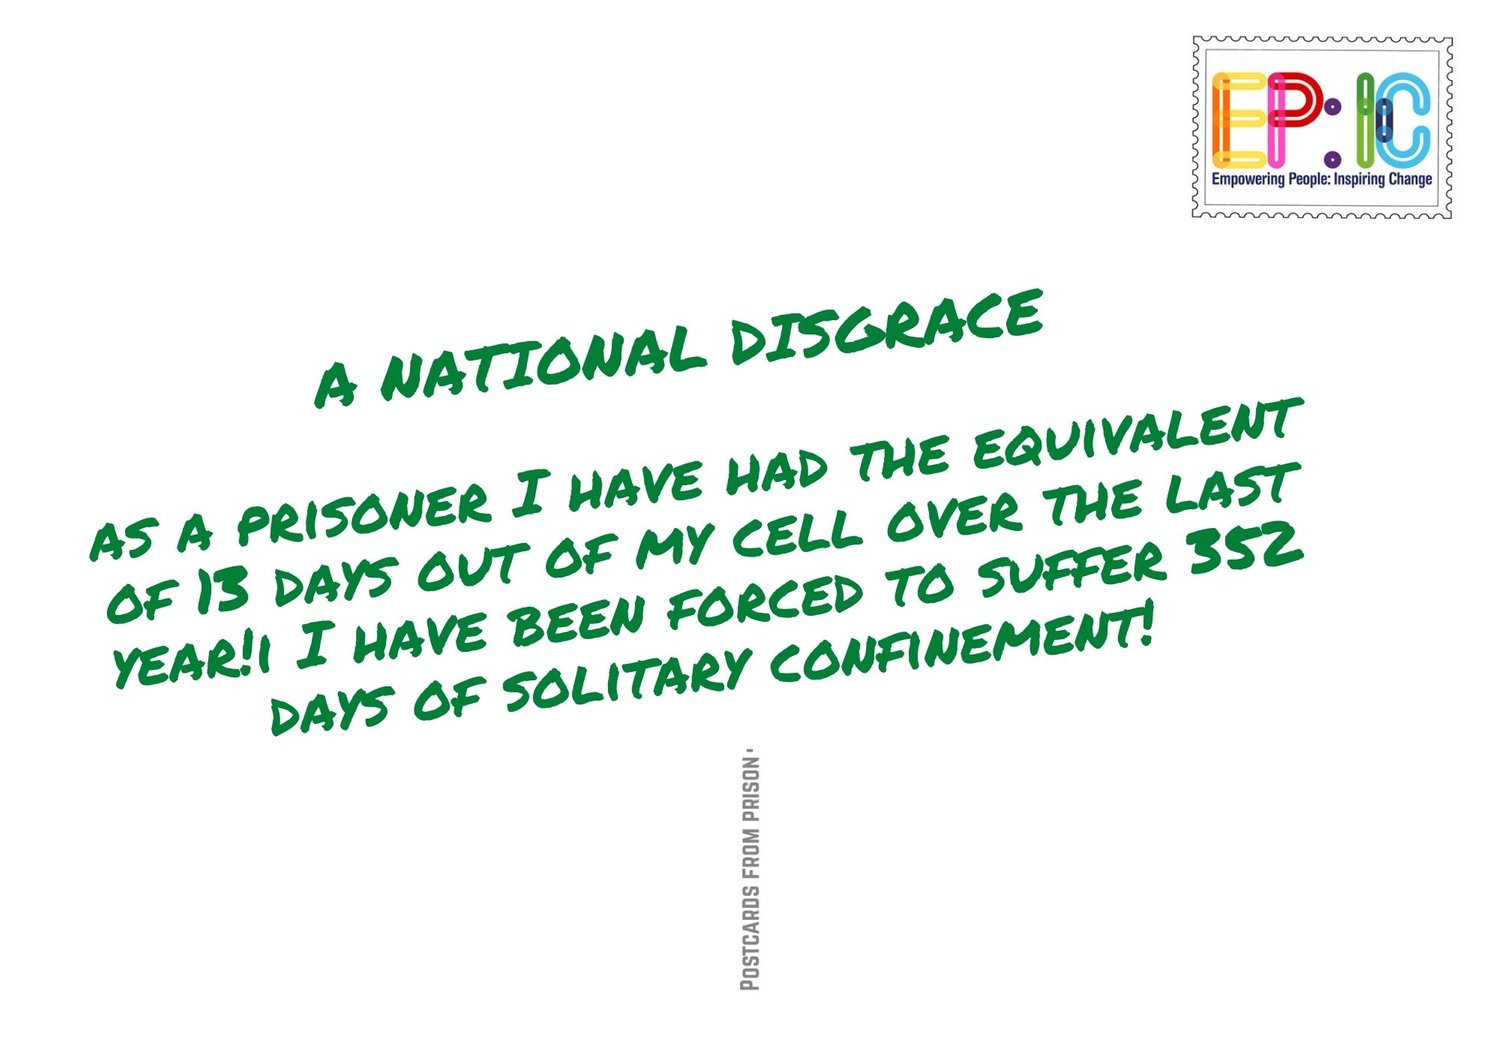 EP:IC
Empowering People: Inspiring Change
A NATIONAL DISGRACE
AS A PRISONER I HAVE HAD THE EQUIVALENT
OF 13 DAYS OUT OF MY CELL OVER THE LAST
YEAR!I I HAVE BEEN FORCED TO SUFFER 352
DAYS OF SOLITARY CONFINEMENT!
POSTCARDS FROM PRISON '